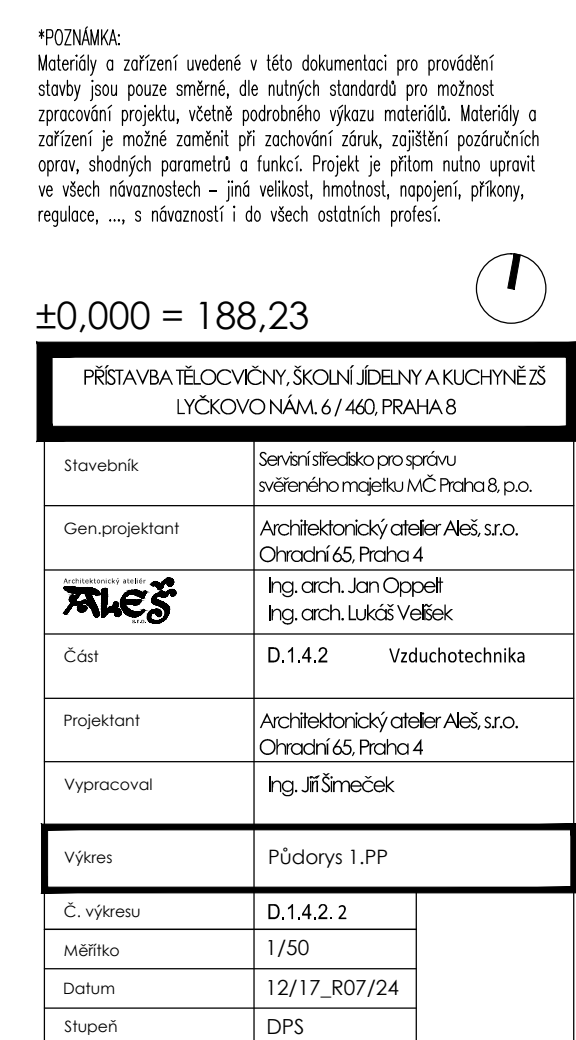 *POZNÁMKA:
Materiály a zařízení uvedené v této dokumentaci pro provádění
stavby jsou pouze směrné, dle nutných standardů pro možnost
zpracování projektu, včetně podrobného výkazu materiálů. Materiály a
zařízení je možné zaměnit při zachování záruk, zajištění pozáručních
oprav, shodných parametrů a funkcí. Projekt je přitom nutno upravit
ve všech návaznostech – jiná velikost, hmotnost, napojení, příkony,
regulace, ..., s návazností i do všech ostatních profesí.
±0,000 = 188,23
PŘÍSTAVBA TĚLOCVIČNY, ŠKOLNÍ JÍDELNY A KUCHYNĚ ZŠ
LYČKOVO NÁM. 6 / 460, PRAHA 8
Stavebník
Servisní středisko pro správu
svěřeného majetku MČ Praha 8, p.o.
Gen.projektant
Architektonický atelier Aleš, s.r.o.
Ohradní 65, Praha 4
Architektonický ateliér
ALEŠ
s.r.o.
Ing. arch. Jan Oppelt
Ing. arch. Lukáš Velíšek
Část
D.1.4.2 Vzduchotechnika
Projektant
Architektonický atelier Aleš, s.r.o.
Ohradní 65, Praha 4
Vypracoval
Ing. Jiří Šimeček
Výkres
Půdorys 1.PP
Č. výkresu
D.1.4.2. 2
Měřítko
1/50
Datum
12/17_R07/24
Stupeň
DPS